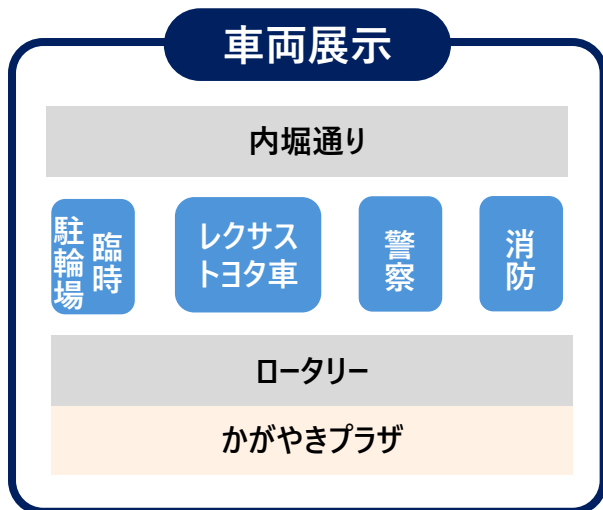 車両展示
内堀通り
臨時
駐輪場
レクサス
トヨタ車
警察
消防
ロータリー
かがやきプラザ